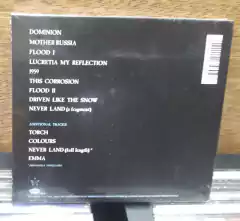 DOMINION
MOTHER RUSSIA
FLOOD I
LUCRETIA MY REFLECTION
1959
THIS CORROSION
FLOOD II
DRIVEN LIKE THE SNOW
NEVER LAND (a fragment)
ADDITIONAL TRACKS
TORCH
COLOURS
NEVER LAND (full length)*
EMMA